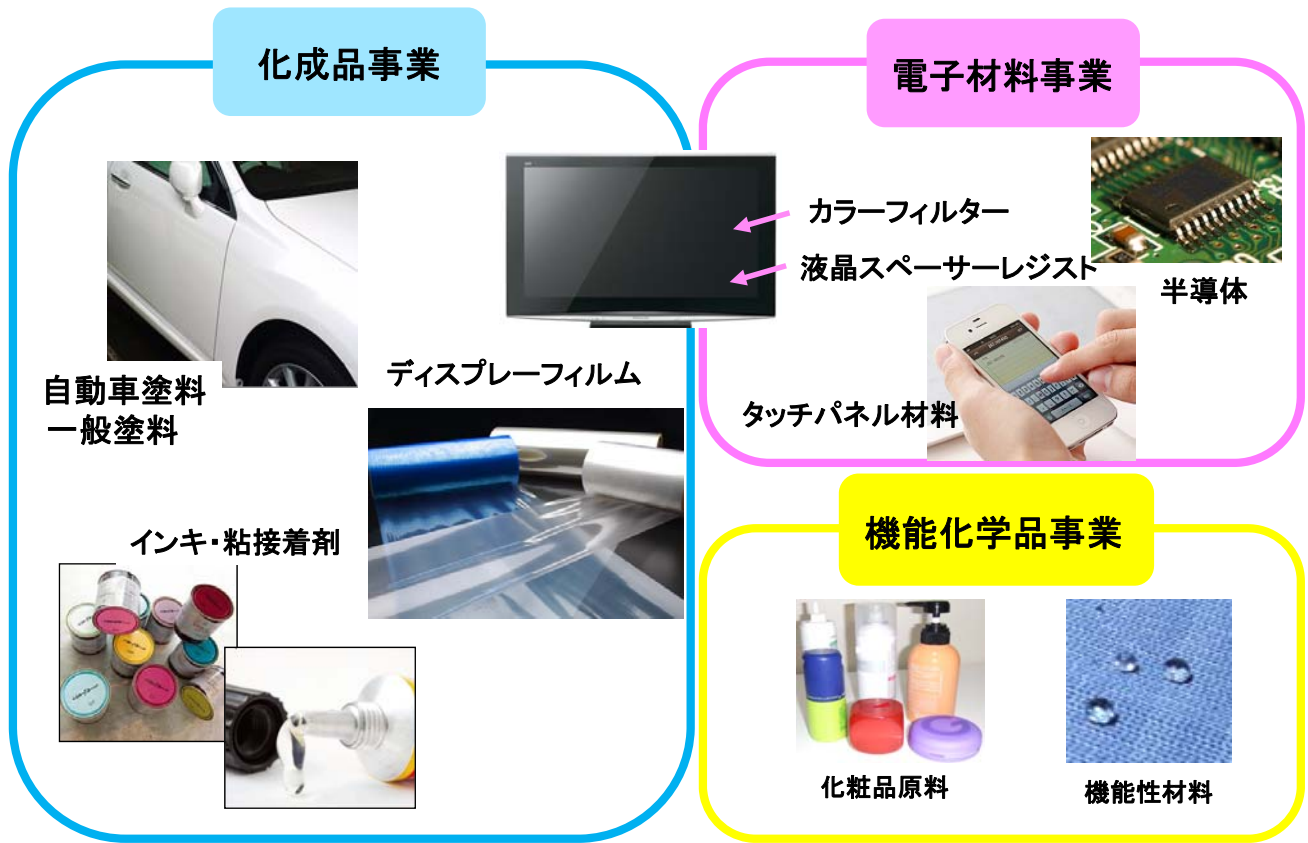 化成品事業
自動車塗料
一般塗料
ディスプレーフィルム
インキ・粘接着剤
電子材料事業
カラーフィルター
液晶スペーサーレジスト
半導体
タッチパネル材料
機能化学品事業
化粧品原料
機能性材料